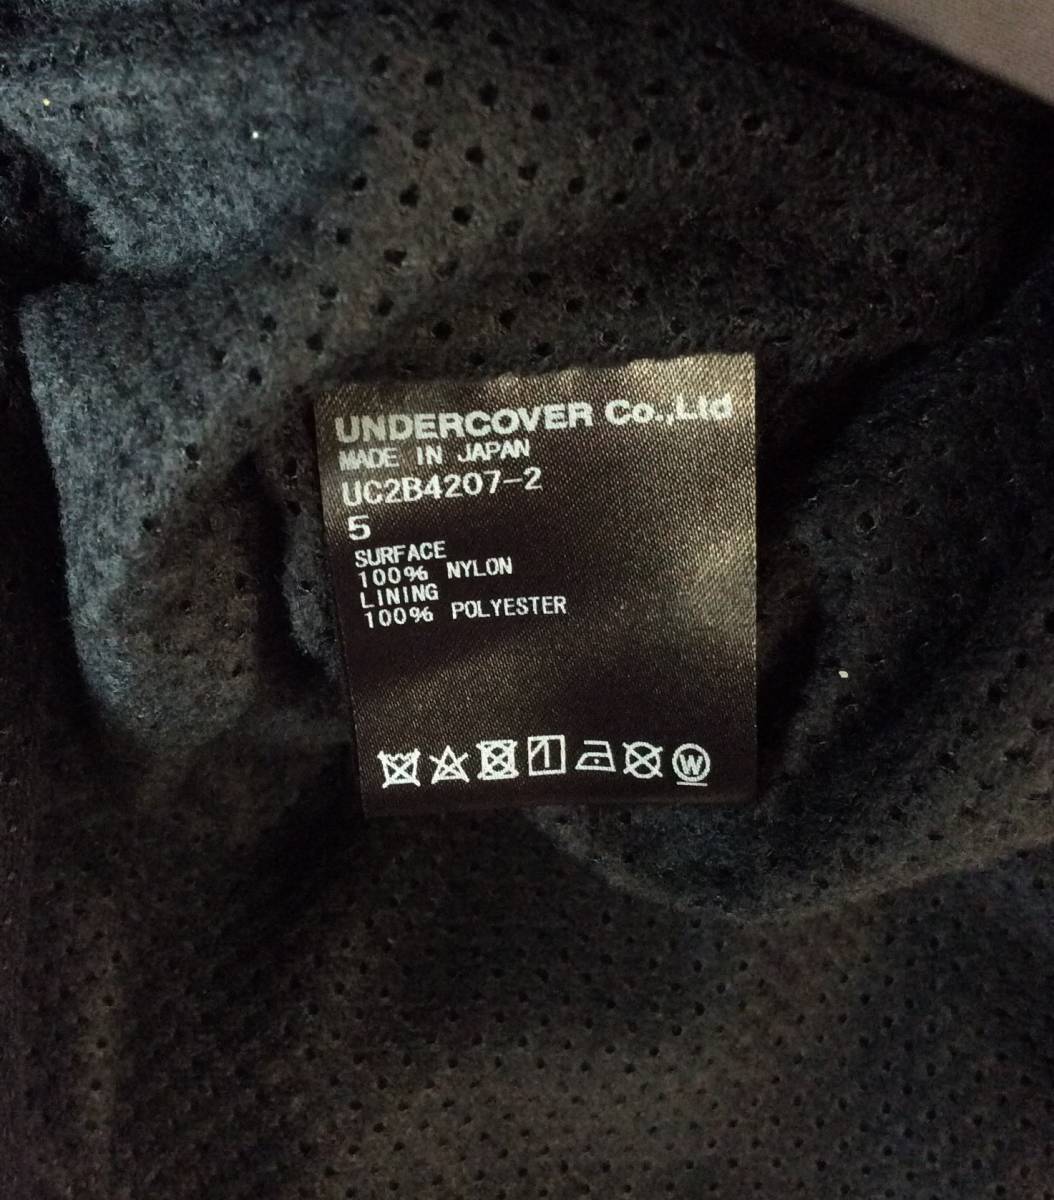 UNDERCOVER Co.,Ltd
MADE IN JAPAN
UC2B4207-2
5
SURFACE
100% NYLON
LINING
100% POLYESTER
W